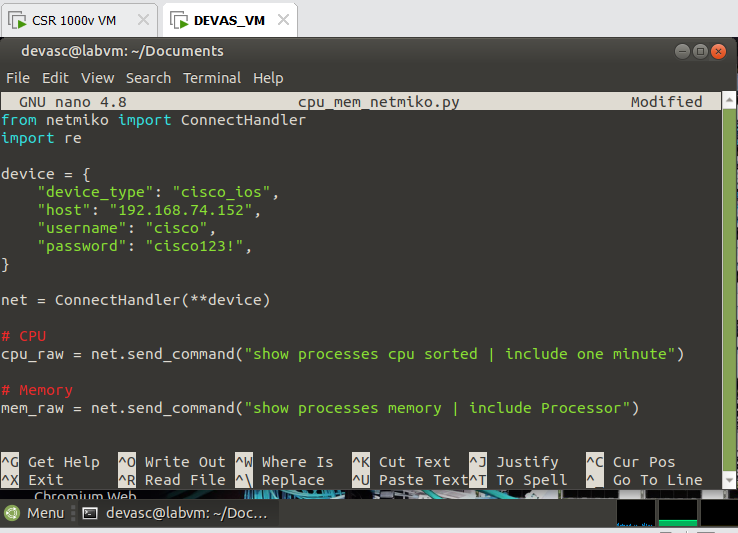 CSR 1000v VM DEVAS_VM
devasc@labvm: ~/Documents
File Edit View Search Terminal Help
GNU nano 4.8 cpu_mem_netmiko.py Modified
from netmiko import ConnectHandler
import re
device = {
    "device_type": "cisco_ios",
    "host": "192.168.74.152",
    "username": "cisco",
    "password": "cisco123!",
}
net = ConnectHandler(**device)
# CPU
cpu_raw = net.send_command("show processes cpu sorted | include one minute")
# Memory
mem_raw = net.send_command("show processes memory | include Processor")
^G Get Help ^O Write Out ^W Where Is ^K Cut Text ^J Justify ^C Cur Pos
^X Exit ^R Read File ^\ Replace ^U Paste Text ^T To Spell ^_ Go To Line
Chromium Web
Menu devasc@labvm: ~/Doc...